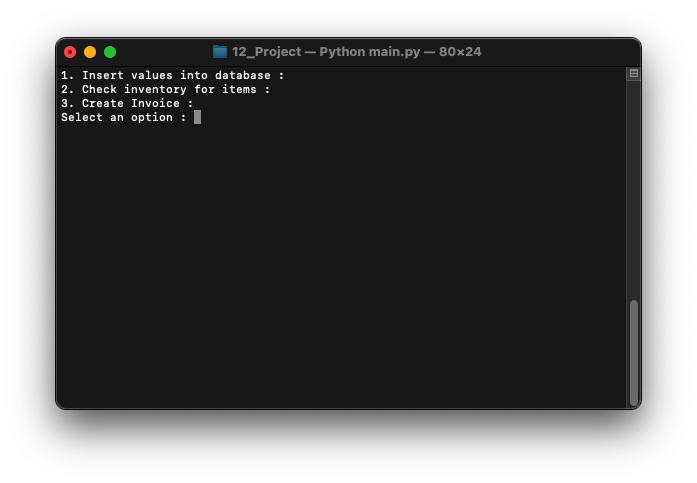 12_Project — Python main.py — 80×24
1. Insert values into database :
2. Check inventory for items :
3. Create Invoice :
Select an option :